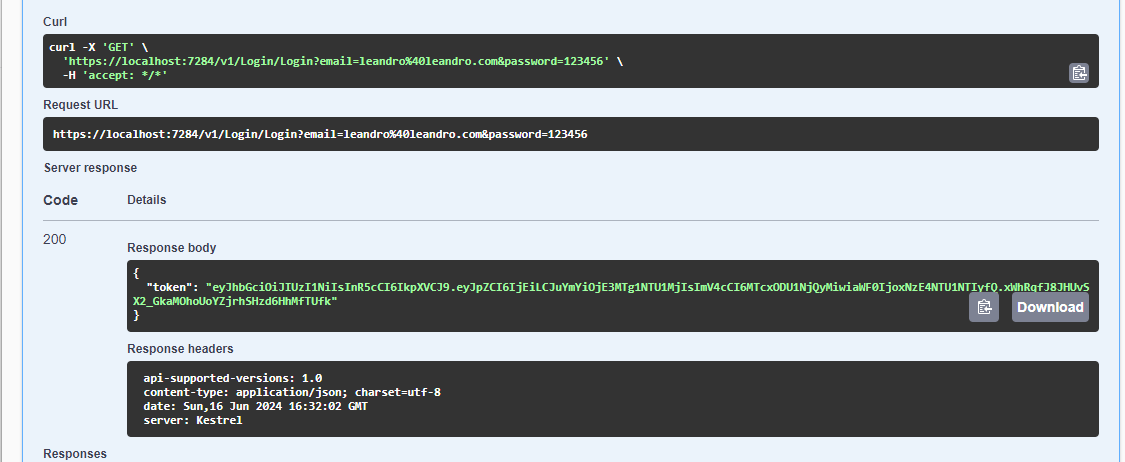 Curl
curl -X 'GET' \
'https://localhost:7284/v1/Login/Login?email=leandro%40leandro.com&password=123456' \
-H 'accept: */*'
Request URL
https://localhost:7284/v1/Login/Login?email=leandro%40leandro.com&password=123456
Server response
Code
Details
200
Response body
{
"token": "eyJhbGciOiJIUzI1NiIsInR5cCI6IkpXVCJ9.eyJpZCI6IjEiLCJuYmYiOjE3MTg1NTU1MjIsImV4cCI6MTcxODU1NjQyMiwiaWF0IjoxNzE4NTU1NTIyfQ.xWhRqfJ8JHUvS
X2_GkaMOhoUoYZjrhSHzd6HhMfTUfk"
}
Download
Response headers
api-supported-versions: 1.0
content-type: application/json; charset=utf-8
date: Sun,16 Jun 2024 16:32:02 GMT
server: Kestrel
Responses